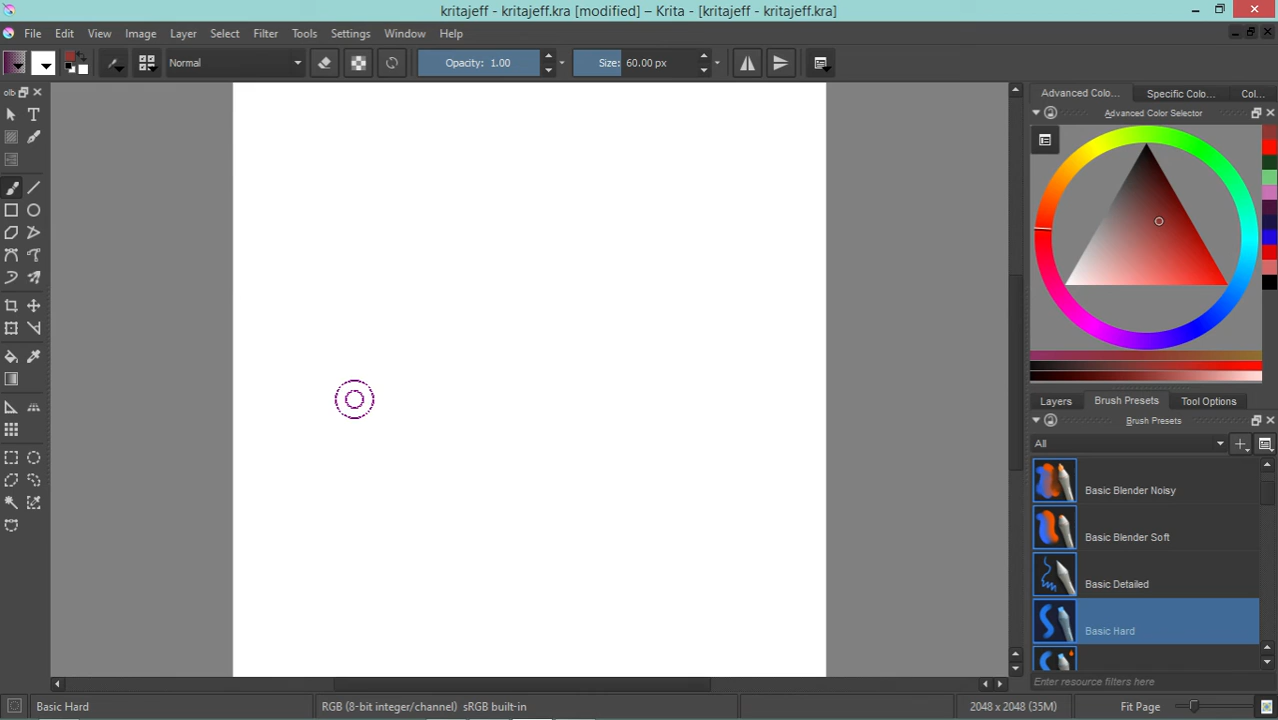 kritajeff - kritajeff.kra [modified] – Krita - [kritajeff - kritajeff.kra]
File Edit View Image Layer Select Filter Tools Settings Window Help
Normal Opacity: 1.00 Size: 60.00 px
olb
Advanced Colo... Specific Colo... Col...
Advanced Color Selector
Layers Brush Presets Tool Options
Brush Presets
All
Basic Blender Noisy
Basic Blender Soft
Basic Detailed
Basic Hard
Enter resource filters here
Basic Hard RGB (8-bit integer/channel) sRGB built-in 2048 x 2048 (35M) Fit Page